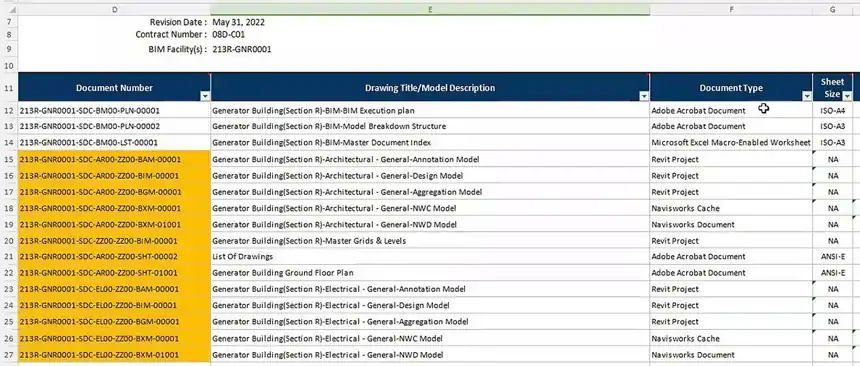 D E F G
7 Revision Date : May 31, 2022
8 Contract Number : 08D-C01
9 BIM Facility(s) : 213R-GNR0001
10
11 Document Number Drawing Title/Model Description Document Type Sheet Size
12 213R-GNR0001-SDC-BM00-PLN-00001 Generator Building(Section R)-BIM-BIM Execution plan Adobe Acrobat Document ISO-A4
13 213R-GNR0001-SDC-BM00-PLN-00002 Generator Building(Section R)-BIM-Model Breakdown Structure Adobe Acrobat Document ISO-A3
14 213R-GNR0001-SDC-BM00-LST-00001 Generator Building(Section R)-BIM-Master Document Index Microsoft Excel Macro-Enabled Worksheet ISO-A3
15 213R-GNR0001-SDC-AR00-ZZ00-BAM-00001 Generator Building(Section R)-Architectural - General-Annotation Model Revit Project NA
16 213R-GNR0001-SDC-AR00-ZZ00-BIM-00001 Generator Building(Section R)-Architectural - General-Design Model Revit Project NA
17 213R-GNR0001-SDC-AR00-ZZ00-BGM-00001 Generator Building(Section R)-Architectural - General-Aggregation Model Revit Project NA
18 213R-GNR0001-SDC-AR00-ZZ00-BXM-00001 Generator Building(Section R)-Architectural - General-NWC Model Navisworks Cache NA
19 213R-GNR0001-SDC-AR00-ZZ00-BXM-01001 Generator Building(Section R)-Architectural - General-NWD Model Navisworks Document NA
20 213R-GNR0001-SDC-ZZ00-ZZ00-BIM-00001 Generator Building(Section R)-Master Grids & Levels Revit Project NA
21 213R-GNR0001-SDC-AR00-ZZ00-SHT-00002 List Of Drawings Adobe Acrobat Document ANSI-E
22 213R-GNR0001-SDC-AR00-ZZ00-SHT-01001 Generator Building Ground Floor Plan Adobe Acrobat Document ANSI-E
23 213R-GNR0001-SDC-EL00-ZZ00-BAM-00001 Generator Building(Section R)-Electrical - General-Annotation Model Revit Project NA
24 213R-GNR0001-SDC-EL00-ZZ00-BIM-00001 Generator Building(Section R)-Electrical - General-Design Model Revit Project NA
25 213R-GNR0001-SDC-EL00-ZZ00-BGM-00001 Generator Building(Section R)-Electrical - General-Aggregation Model Revit Project NA
26 213R-GNR0001-SDC-EL00-ZZ00-BXM-00001 Generator Building(Section R)-Electrical - General-NWC Model Navisworks Cache NA
27 213R-GNR0001-SDC-EL00-ZZ00-BXM-01001 Generator Building(Section R)-Electrical - General-NWD Model Navisworks Document NA